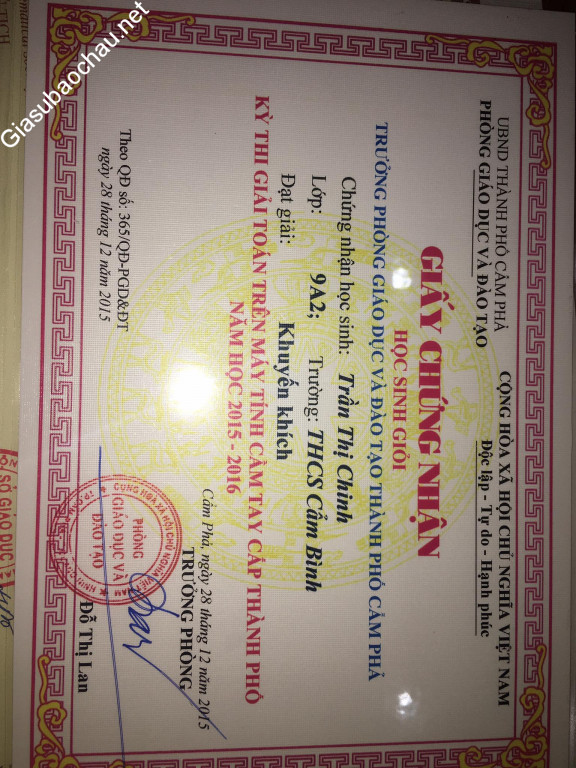 Giasubaochau.net
UBND THÀNH PHỐ CẨM PHẢ
PHÒNG GIÁO DỤC VÀ ĐÀO TẠO
CỘNG HÒA XÃ HỘI CHỦ NGHĨA VIỆT NAM
Độc lập - Tự do - Hạnh phúc
GIẤY CHỨNG NHẬN
HỌC SINH GIỎI
TRƯỞNG PHÒNG GIÁO DỤC VÀ ĐÀO TẠO THÀNH PHỐ CẨM PHẢ
Chứng nhận học sinh: Trần Thị Chinh
Lớp: 9A2; Trường: THCS Cẩm Bình
Đạt giải: Khuyến khích
KỲ THI GIẢI TOÁN TRÊN MÁY TÍNH CẦM TAY CẤP THÀNH PHỐ
NĂM HỌC 2015 - 2016
Theo QĐ số: 365/QĐ-PGD&ĐT
ngày 28 tháng 12 năm 2015
Cẩm Phả, ngày 28 tháng 12 năm 2015
TRƯỞNG PHÒNG
PHÒNG
GIÁO DỤC VÀ
ĐÀO TẠO
Đỗ Thị Lan
SỞ GIÁO DỤC